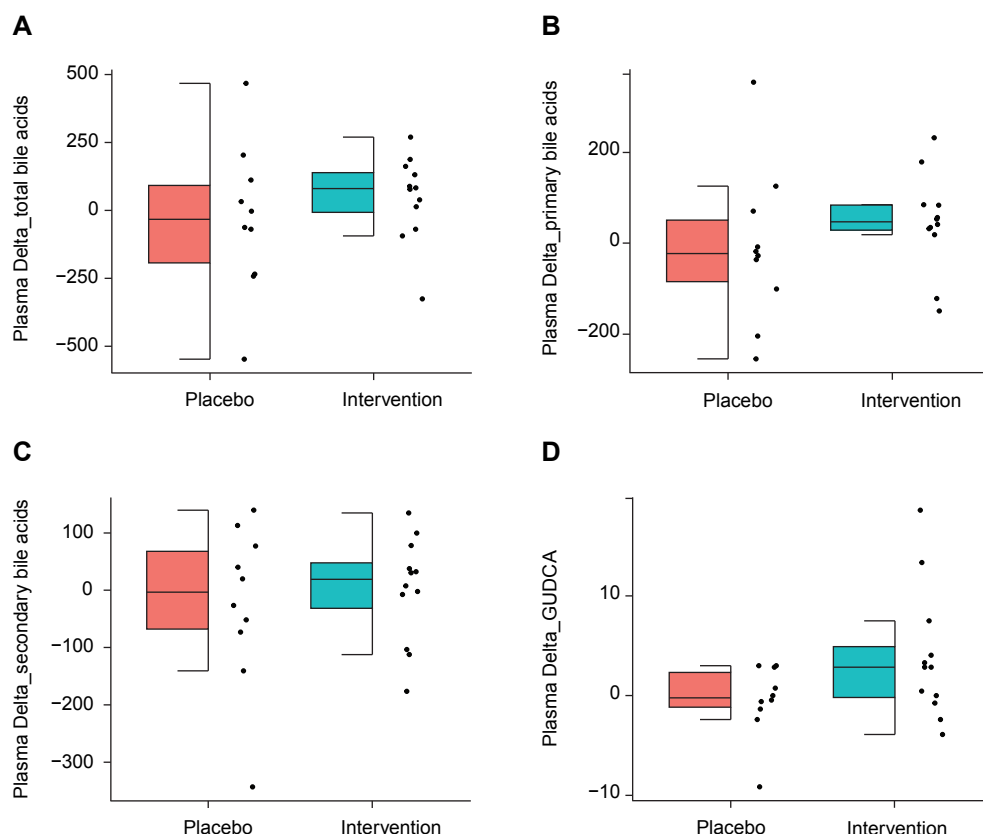 A
Plasma Delta_total bile acids
500
250
0
−250
−500
Placebo
Intervention
B
Plasma Delta_primary bile acids
200
0
−200
Placebo
Intervention
C
Plasma Delta_secondary bile acids
100
0
−100
−200
−300
Placebo
Intervention
D
Plasma Delta_GUDCA
10
0
−10
Placebo
Intervention